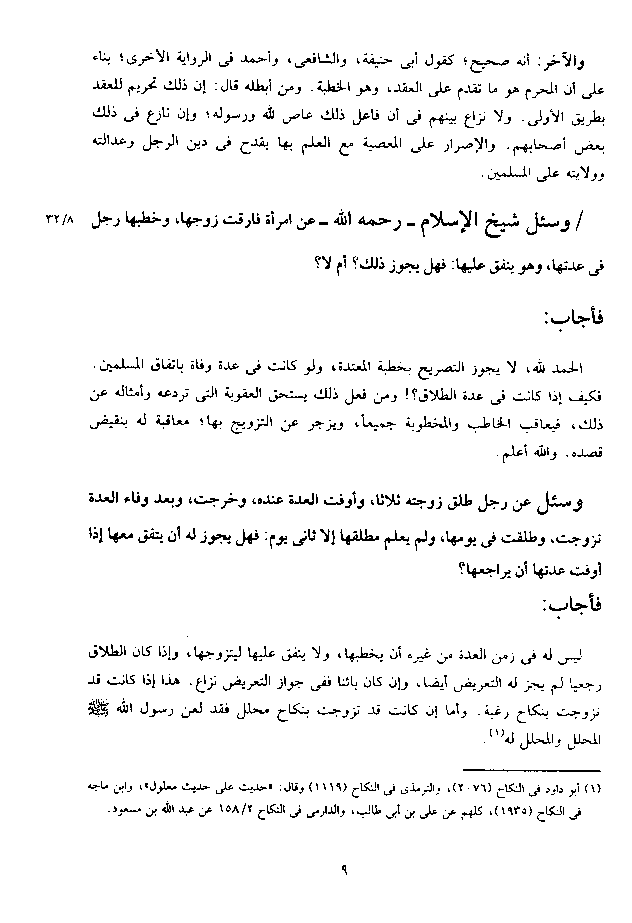 والآخر: أنه صحيح؛ كقول أبى حنيفة، والشافعى، وأحمد فى الرواية الأخرى؛ بناء
على أن المحرم هو ما تقدم على العقد، وهو الخطبة. ومن أبطله قال: إن ذلك تحريم للعقد
بطريق الأولى. ولا نزاع بينهم فى أن فاعل ذلك عاص لله ورسوله؛ وإن نازع فى ذلك
بعض أصحابهم. والإصرار على المعصية مع العلم بها يقدح فى دين الرجل وعدالته
وولايته على المسلمين.
/ وسئل شيخ الإسلام ـ رحمه الله ـ عن امرأة فارقت زوجها، وخطبها رجل ٣٢/٨
فى عدتها، وهو ينفق عليها: فهل يجوز ذلك؟ أم لا؟
فأجاب:
الحمد لله، لا يجوز التصريح بخطبة المعتدة، ولو كانت فى عدة وفاة باتفاق المسلمين.
فكيف إذا كانت فى عدة الطلاق؟! ومن فعل ذلك يستحق العقوبة التى تردعه وأمثاله عن
ذلك، فيعاقب الخاطب والمخطوبة جميعاً، ويزجر عن التزويج بها؛ معاقبة له بنقيض
قصده. والله أعلم.
وسئل عن رجل طلق زوجته ثلاثا، وأوفت العدة عنده، وخرجت، وبعد وفاء العدة
تزوجت، وطلقت فى يومها، ولم يعلم مطلقها إلا ثانى يوم: فهل يجوز له أن يتفق معها إذا
أوفت عدتها أن يراجعها؟
فأجاب:
ليس له فى زمن العدة من غيره أن يخطبها، ولا ينفق عليها ليتزوجها، وإذا كان الطلاق
رجعيا لم يجز له التعريض أيضا، وإن كان بائنا ففى جواز التعريض نزاع. هذا إذا كانت قد
تزوجت بنكاح رغبة. وأما إن كانت قد تزوجت بنكاح محلل فقد لعن رسول الله ﷺ
المحلل والمحلل له(١).
(١) أبو داود فى النكاح (٢٠٧٦)، والترمذى فى النكاح (١١١٩) وقال: «حديث على حديث معلول»، وابن ماجه
فى النكاح (١٩٣٥)، كلهم عن على بن أبى طالب، والدارمى فى النكاح ١٥٨/٢ عن عبد الله بن مسعود.
٩